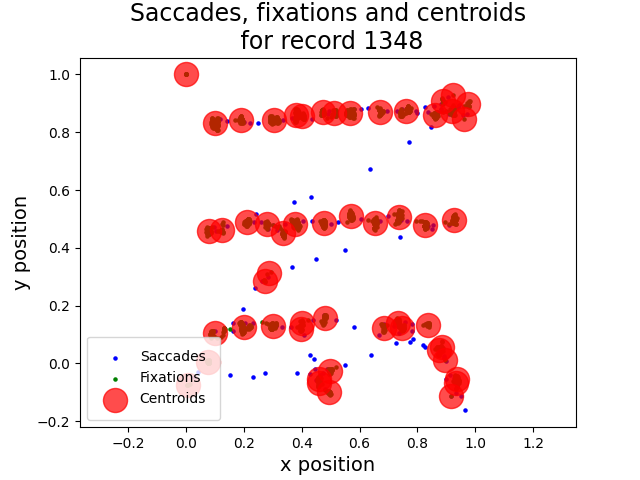 Saccades, fixations and centroids
for record 1348
y position
1.0
0.8
0.6
0.4
0.2
0.0
−0.2
Saccades
Fixations
Centroids
−0.2
0.0
0.2
0.4
0.6
0.8
1.0
1.2
x position